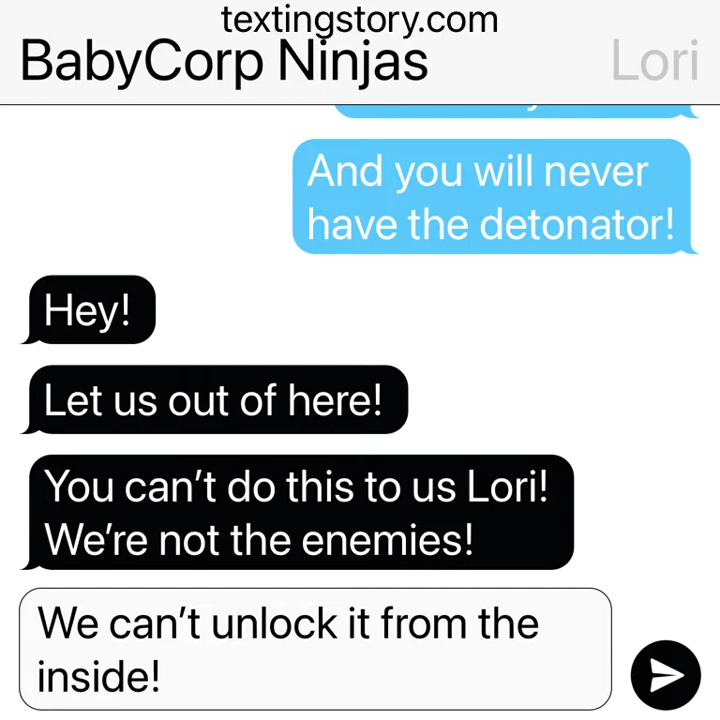 textingstory.com
BabyCorp Ninjas
Lori
And you will never
have the detonator!
Hey!
Let us out of here!
You can’t do this to us Lori!
We’re not the enemies!
We can’t unlock it from the
inside!